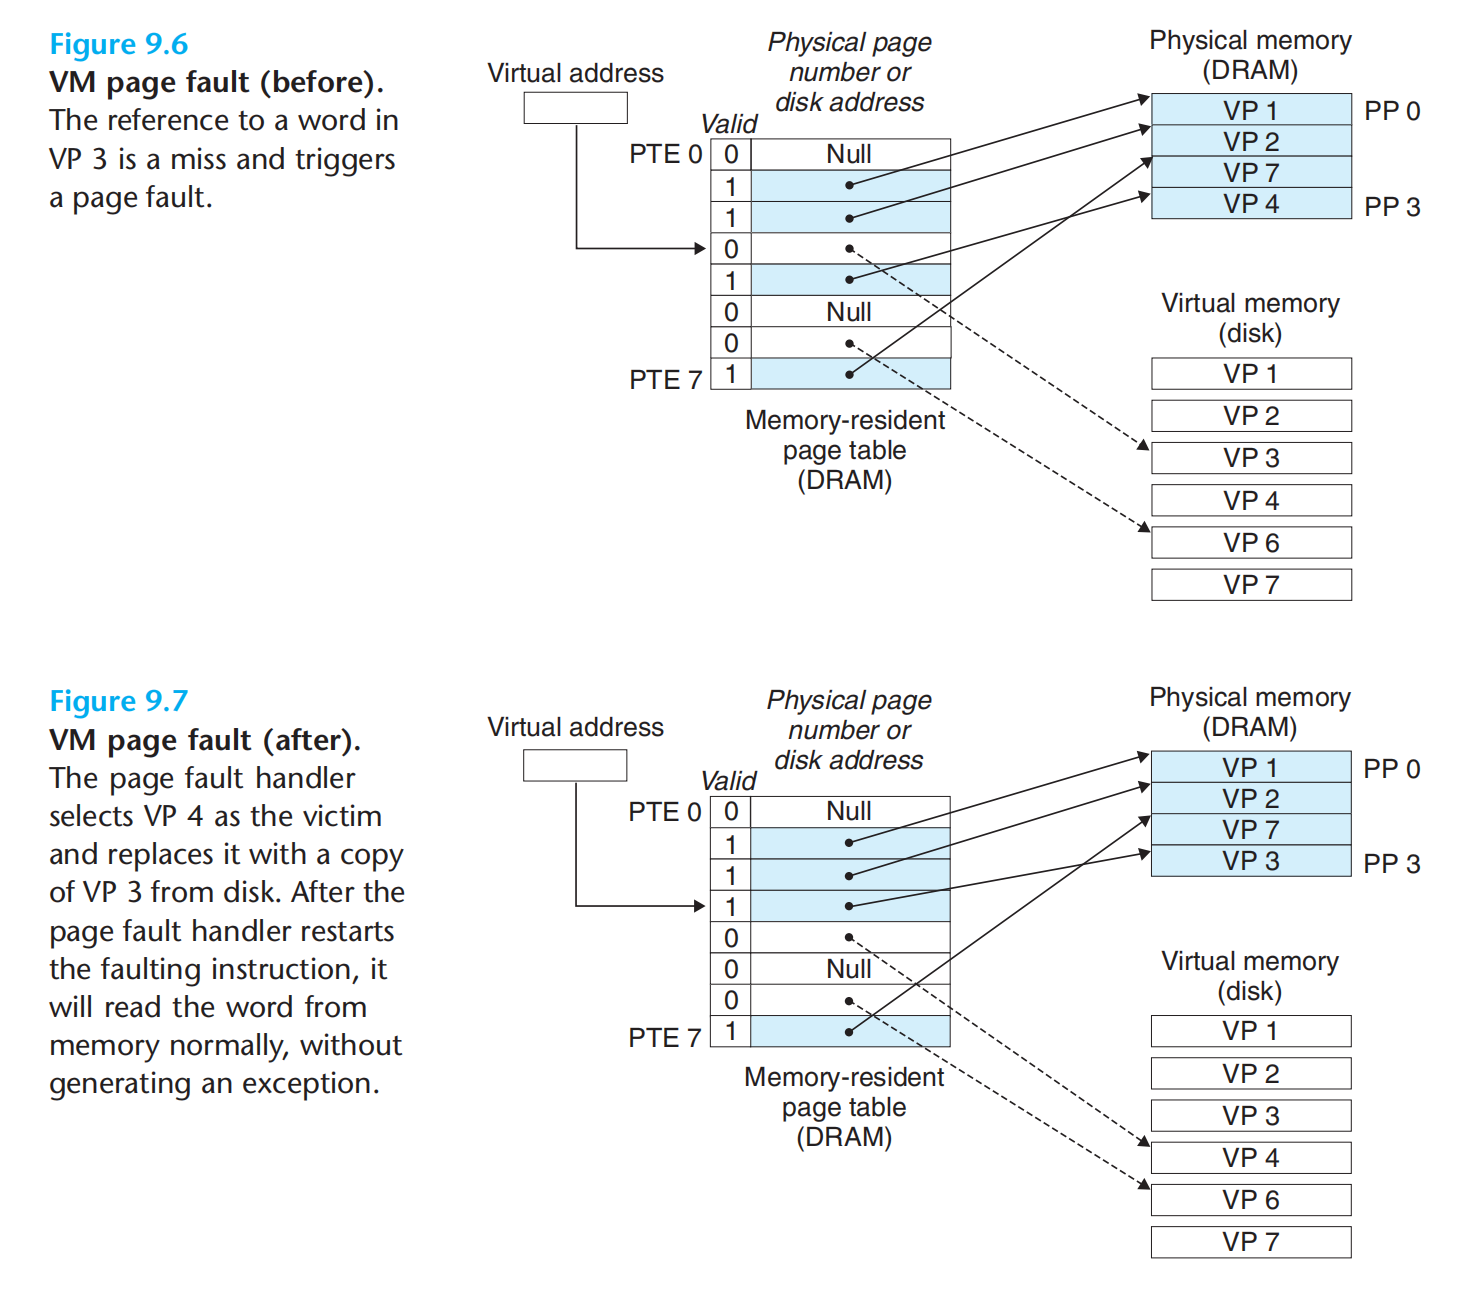 Figure 9.6
VM page fault (before).
The reference to a word in
VP 3 is a miss and triggers
a page fault.
Virtual address
Physical page
number or
disk address
Valid
PTE 0
0 Null
1
1
0
1
0 Null
0
PTE 7
1
Memory-resident
page table
(DRAM)
Physical memory
(DRAM)
VP 1 PP 0
VP 2
VP 7
VP 4 PP 3
Virtual memory
(disk)
VP 1
VP 2
VP 3
VP 4
VP 6
VP 7
Figure 9.7
VM page fault (after).
The page fault handler
selects VP 4 as the victim
and replaces it with a copy
of VP 3 from disk. After the
page fault handler restarts
the faulting instruction, it
will read the word from
memory normally, without
generating an exception.
Virtual address
Physical page
number or
disk address
Valid
PTE 0
0 Null
1
1
1
0
0 Null
0
PTE 7
1
Memory-resident
page table
(DRAM)
Physical memory
(DRAM)
VP 1 PP 0
VP 2
VP 7
VP 3 PP 3
Virtual memory
(disk)
VP 1
VP 2
VP 3
VP 4
VP 6
VP 7